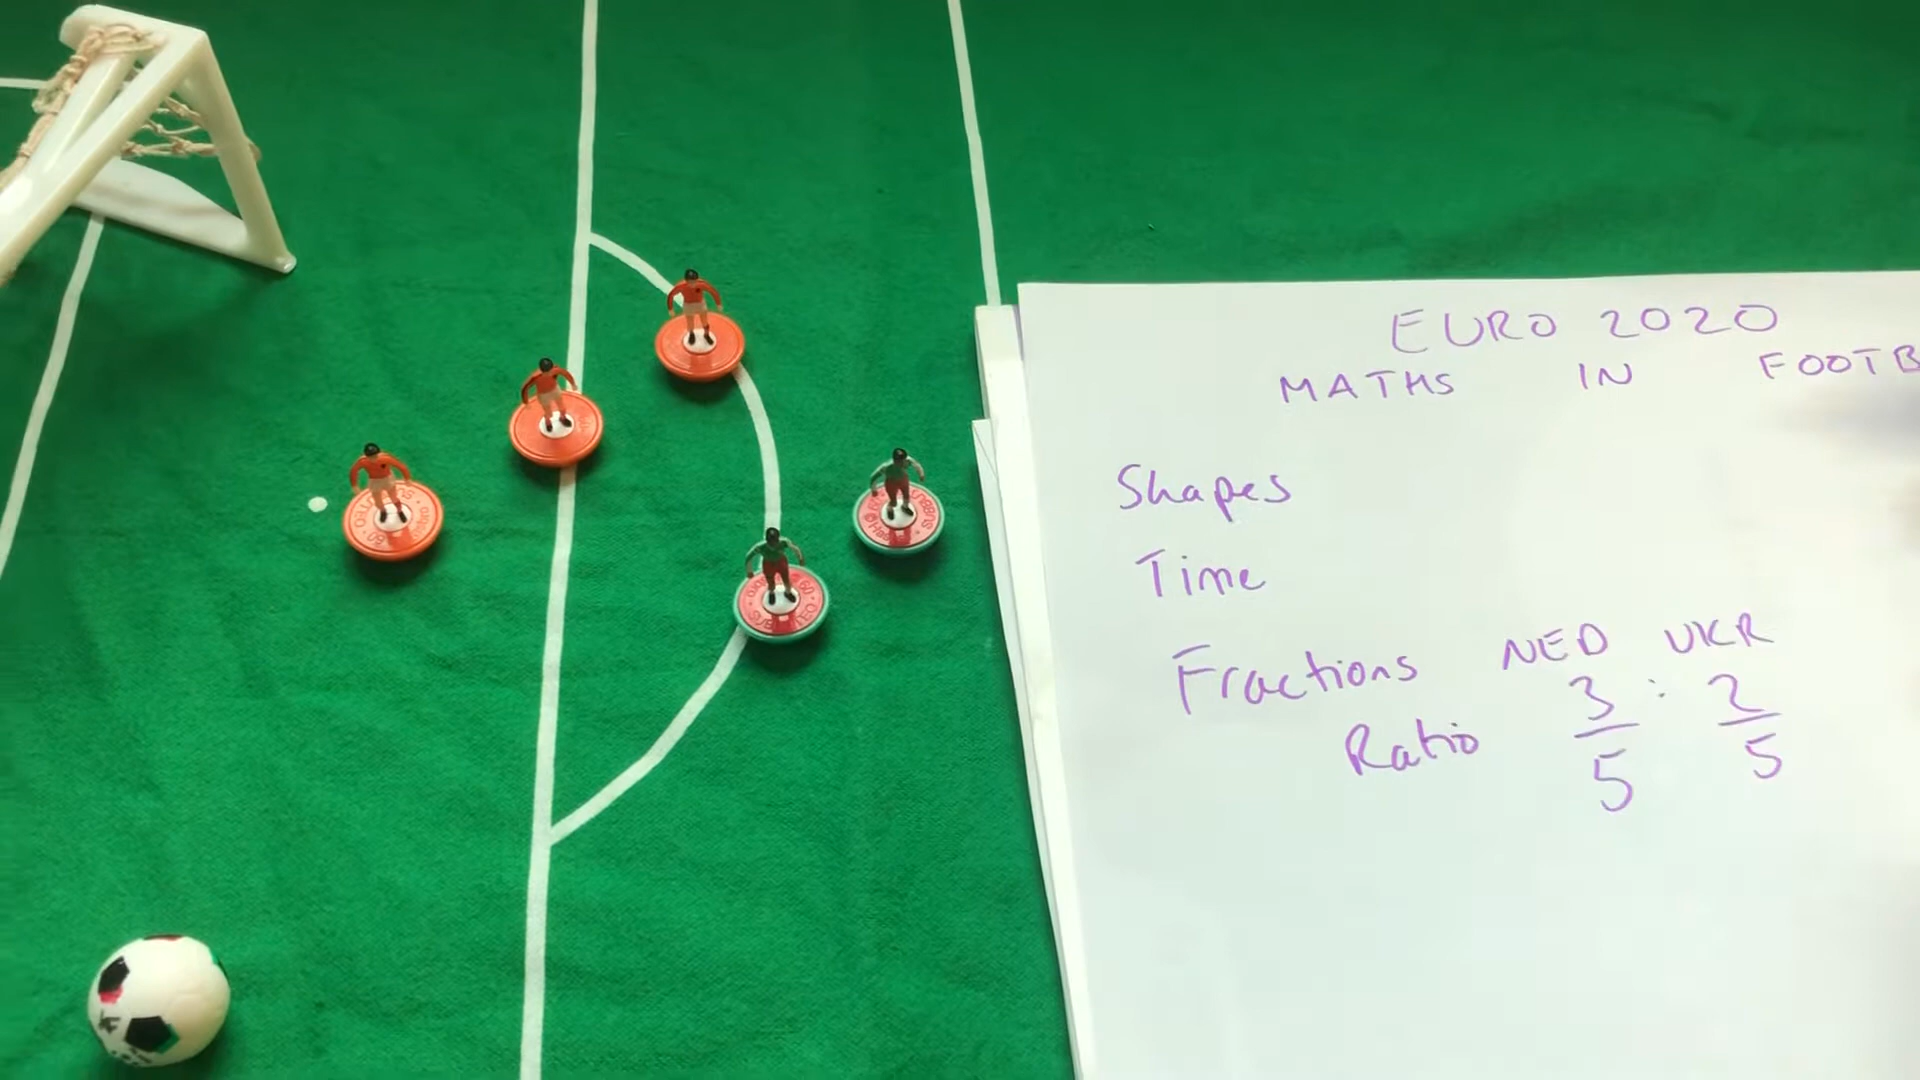 EURO 2020
MATHS IN FOOTB
Shapes
Time
Fractions NED UKR
Ratio 3/5 : 2/5